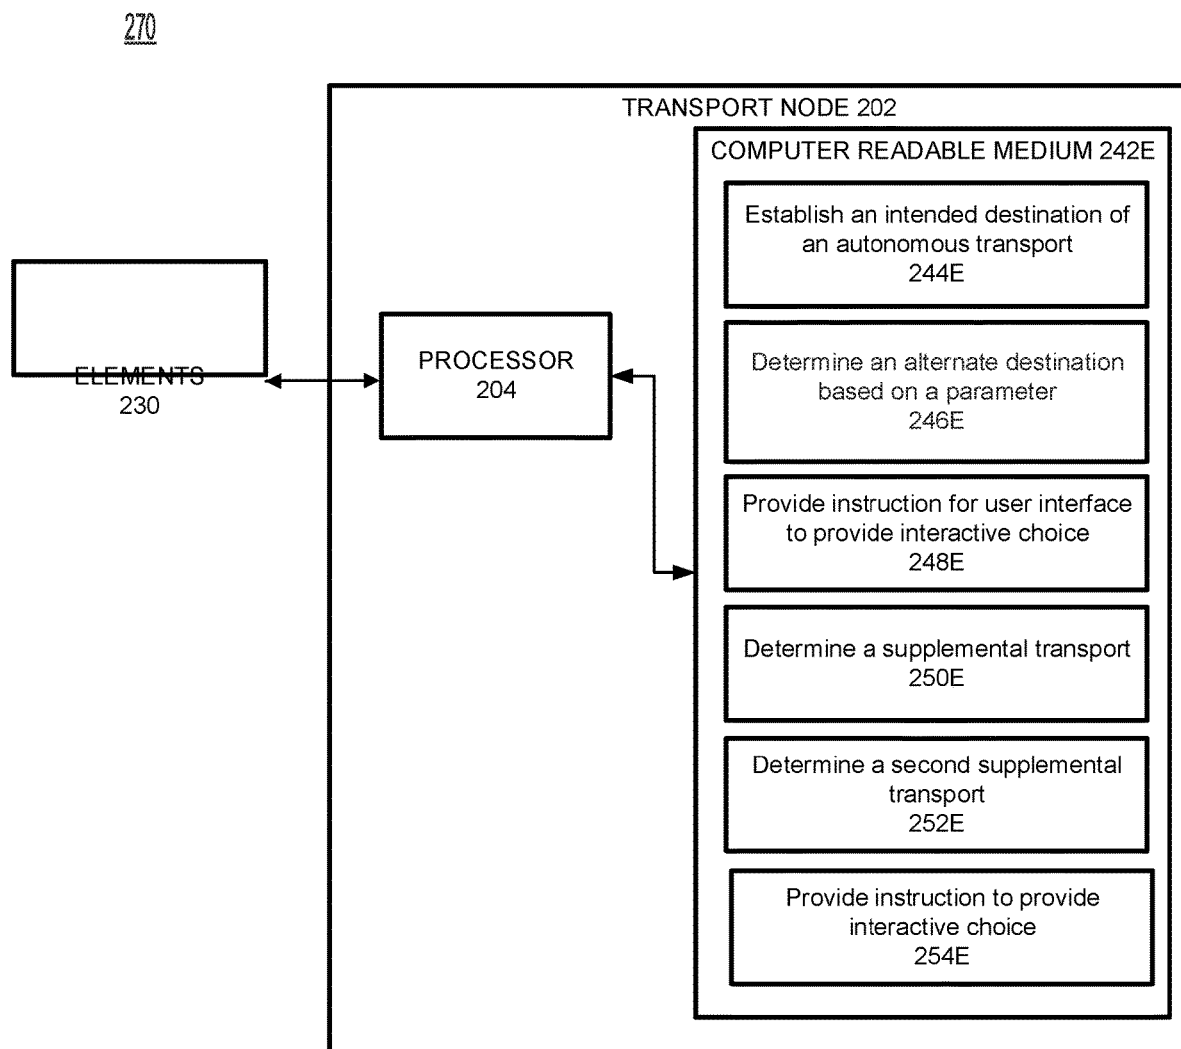 270
TRANSPORT NODE 202
COMPUTER READABLE MEDIUM 242E
Establish an intended destination of
an autonomous transport
244E
Determine an alternate destination
based on a parameter
246E
Provide instruction for user interface
to provide interactive choice
248E
Determine a supplemental transport
250E
Determine a second supplemental
transport
252E
Provide instruction to provide
interactive choice
254E
PROCESSOR
204
ELEMENTS
230